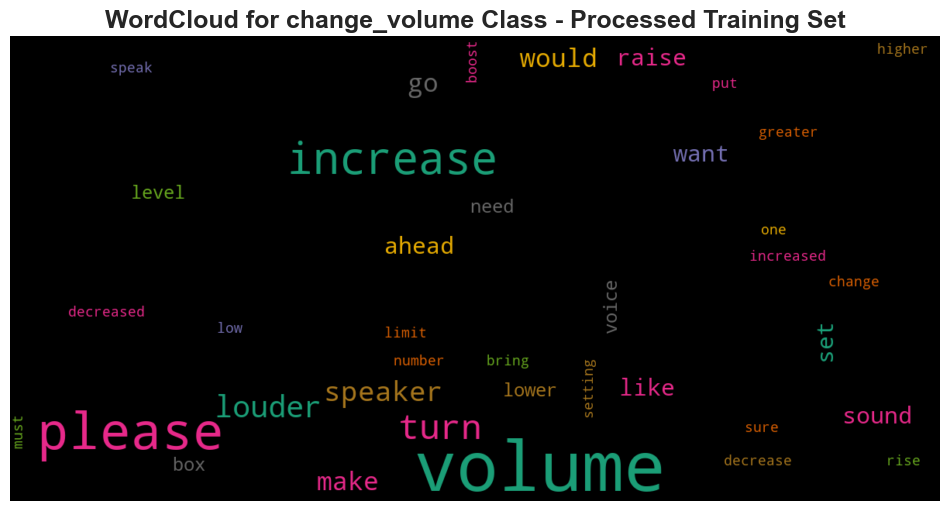 WordCloud for change_volume Class - Processed Training Set
speak
go
boost
would
raise
higher
put
greater
increase
want
level
need
ahead
one
increased
change
decreased
low
limit
voice
set
number
bring
speaker
lower
setting
like
louder
please
turn
sound
must
sure
box
make
volume
decrease
rise